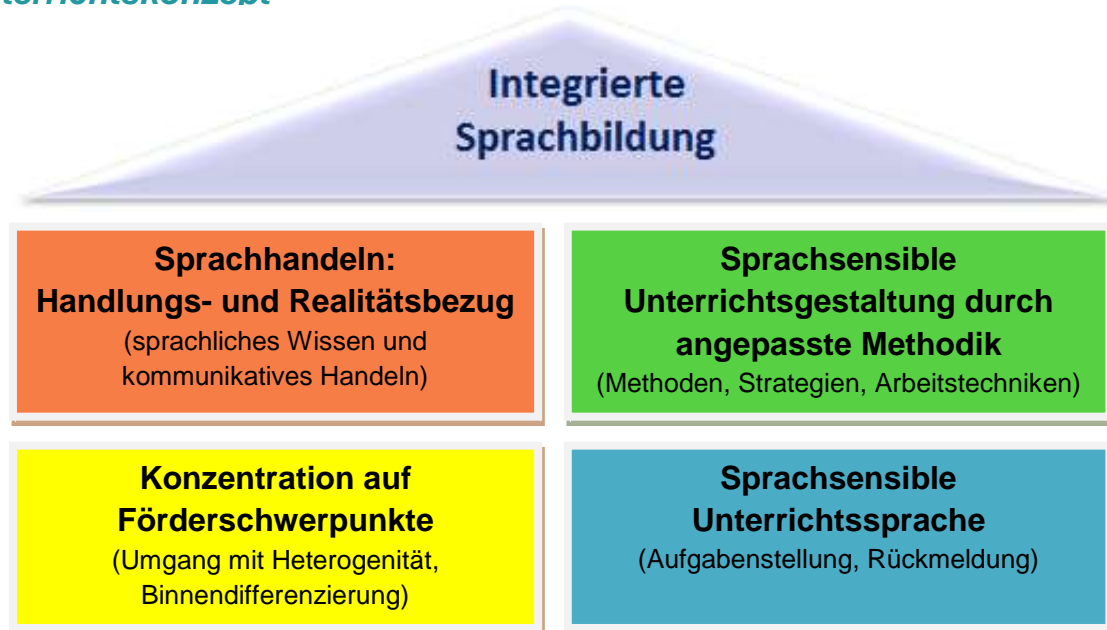 Integrierte
Sprachbildung
Sprachhandeln:
Handlungs- und Realitätsbezug
(sprachliches Wissen und
kommunikatives Handeln)
Sprachsensible
Unterrichtsgestaltung durch
angepasste Methodik
(Methoden, Strategien, Arbeitstechniken)
Konzentration auf
Förderschwerpunkte
(Umgang mit Heterogenität,
Binnendifferenzierung)
Sprachsensible
Unterrichtssprache
(Aufgabenstellung, Rückmeldung)